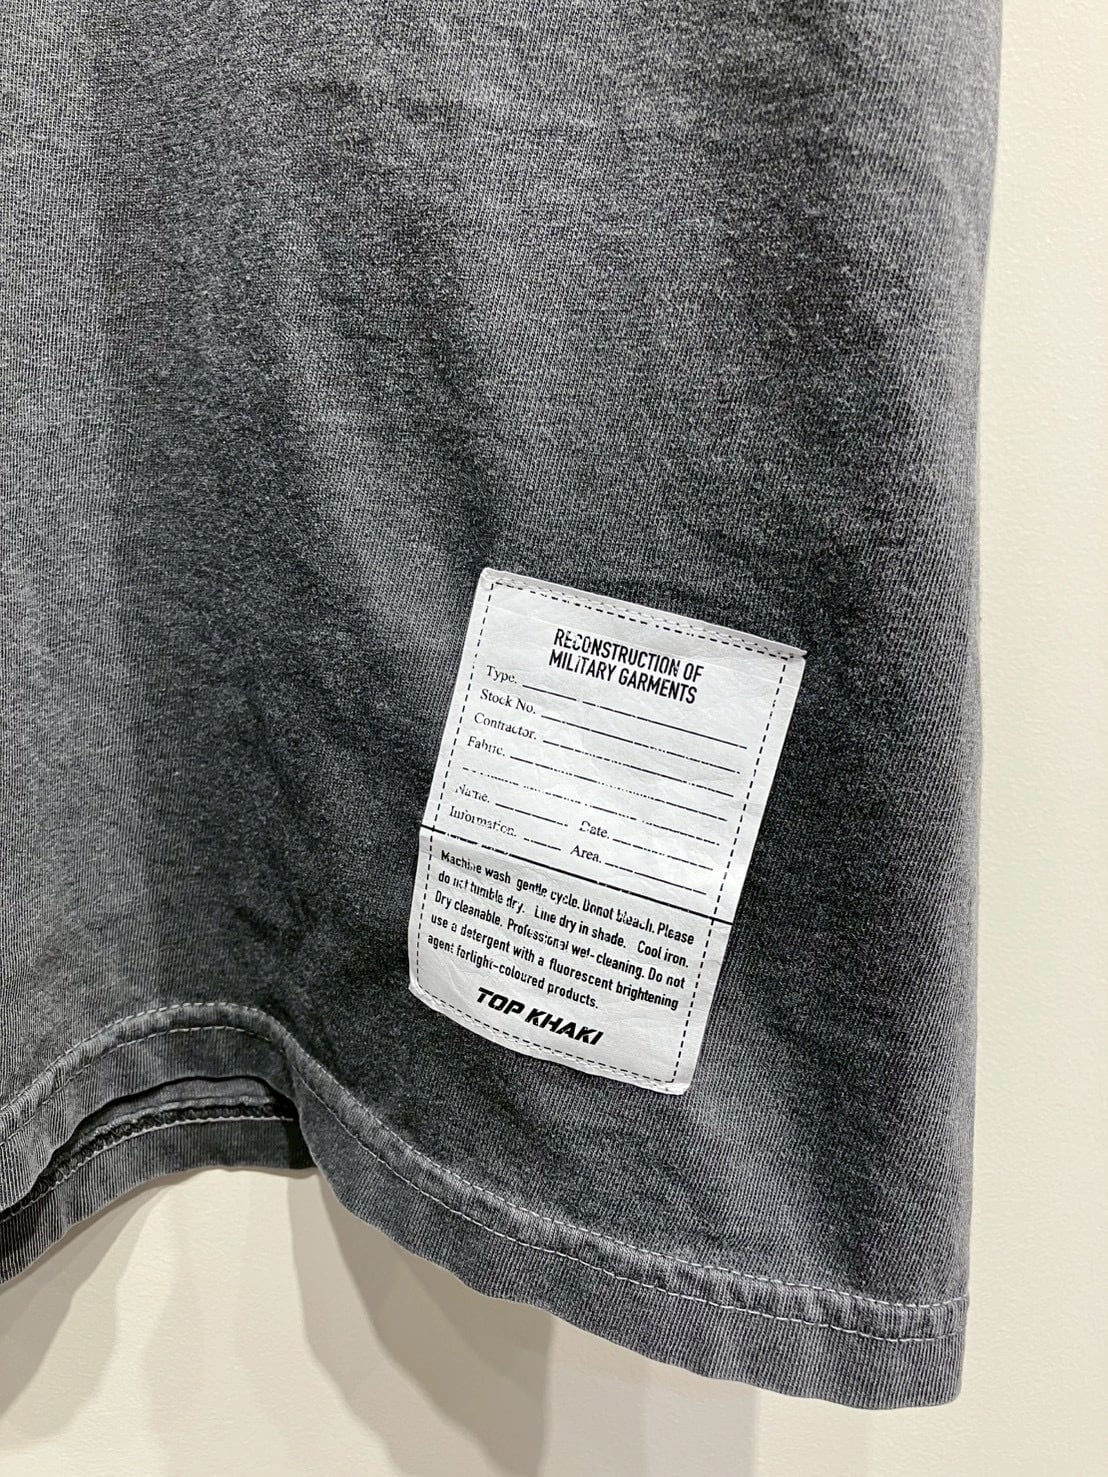 RECONSTRUCTION OF
MILITARY GARMENTS
Type.
Stock No.
Contractor.
Fabric.
Name. Date.
Information. Area.
Machine wash gentle cycle. Donot bleach. Please
do not tumble dry. Line dry in shade. Cool iron.
Dry cleanable. Professional wet-cleaning. Do not
use a detergent with a fluorescent brightening
agent forlight-coloured products.
TOP KHAKI